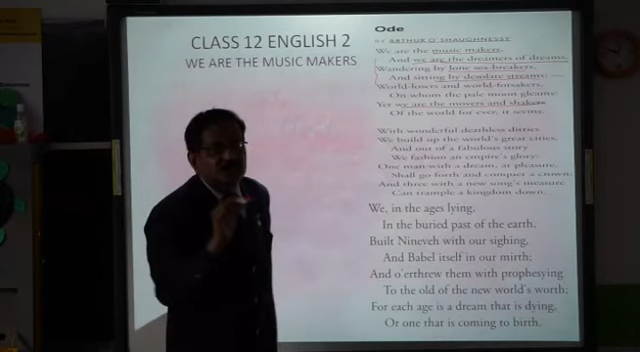 CLASS 12 ENGLISH 2
WE ARE THE MUSIC MAKERS
Ode
BY ARTHUR O'SHAUGHNESSY
We are the music makers,
And we are the dreamers of dreams,
Wandering by lone sea-breakers,
And sitting by desolate streams;
World-losers and world-forsakers,
On whom the pale moon gleams:
Yet we are the movers and shakers
Of the world for ever, it seems.
With wonderful deathless ditties
We build up the world's great cities,
And out of a fabulous story
We fashion an empire's glory:
One man with a dream, at pleasure,
Shall go forth and conquer a crown;
And three with a new song's measure
Can trample a kingdom down.
We, in the ages lying,
In the buried past of the earth,
Built Nineveh with our sighing,
And Babel itself in our mirth;
And o'erthrew them with prophesying
To the old of the new world's worth;
For each age is a dream that is dying,
Or one that is coming to birth.